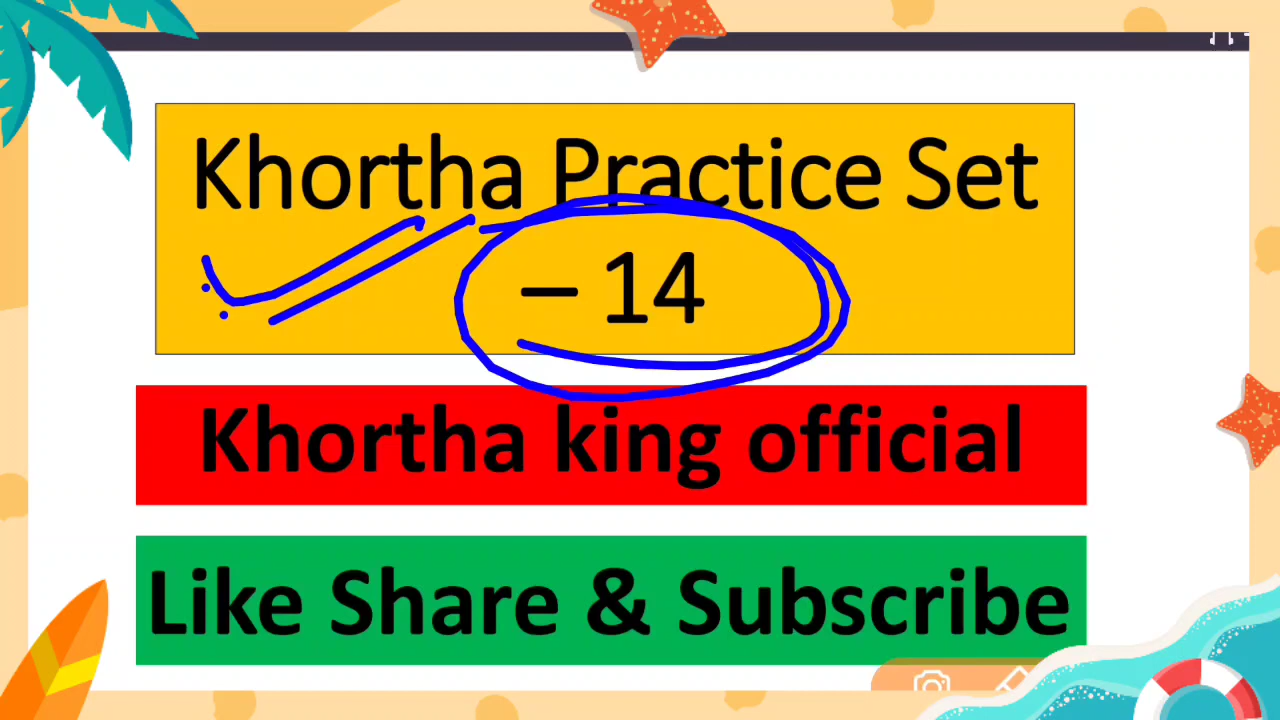 Khortha Practice Set
– 14
Khortha king official
Like Share & Subscribe